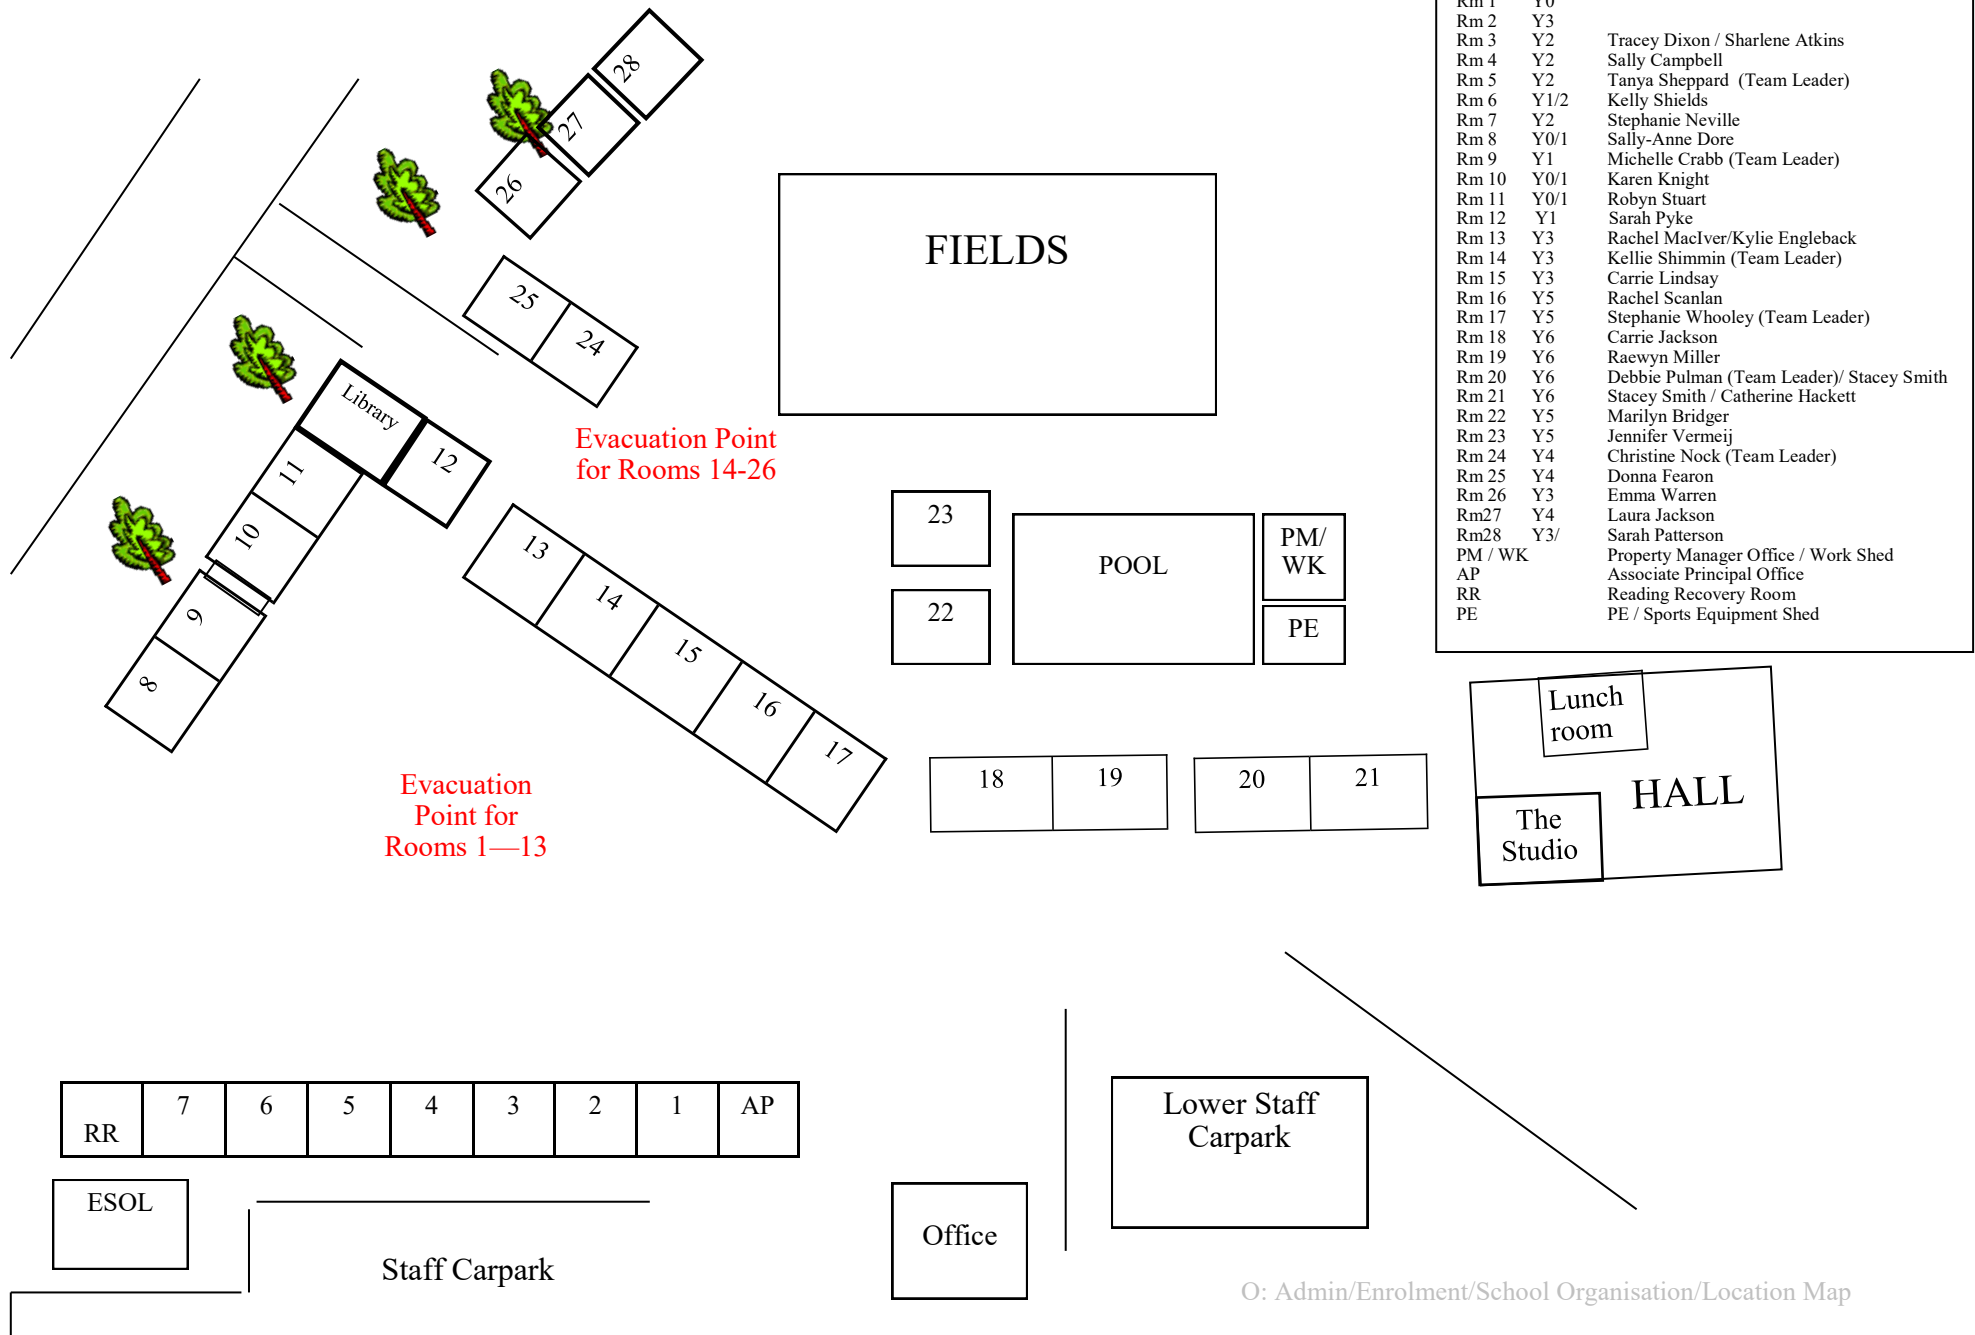 Rm 1 Y0
Rm 2 Y3
Rm 3 Y2 Tracey Dixon / Sharlene Atkins
Rm 4 Y2 Sally Campbell
Rm 5 Y2 Tanya Sheppard (Team Leader)
Rm 6 Y1/2 Kelly Shields
Rm 7 Y2 Stephanie Neville
Rm 8 Y0/1 Sally-Anne Dore
Rm 9 Y1 Michelle Crabb (Team Leader)
Rm 10 Y0/1 Karen Knight
Rm 11 Y0/1 Robyn Stuart
Rm 12 Y1 Sarah Pyke
Rm 13 Y3 Rachel MacIver/Kylie Engleback
Rm 14 Y3 Kellie Shimmin (Team Leader)
Rm 15 Y3 Carrie Lindsay
Rm 16 Y5 Rachel Scanlan
Rm 17 Y5 Stephanie Whooley (Team Leader)
Rm 18 Y6 Carrie Jackson
Rm 19 Y6 Raewyn Miller
Rm 20 Y6 Debbie Pulman (Team Leader)/ Stacey Smith
Rm 21 Y6 Stacey Smith / Catherine Hackett
Rm 22 Y5 Marilyn Bridger
Rm 23 Y5 Jennifer Vermeij
Rm 24 Y4 Christine Nock (Team Leader)
Rm 25 Y4 Donna Fearon
Rm 26 Y3 Emma Warren
Rm27 Y4 Laura Jackson
Rm28 Y3/ Sarah Patterson
PM / WK Property Manager Office / Work Shed
AP Associate Principal Office
RR Reading Recovery Room
PE PE / Sports Equipment Shed
28
27
26
25
24
FIELDS
Library
12
11
10
9
8
Evacuation Point
for Rooms 14-26
13
14
15
16
17
23
22
POOL
PM/
WK
PE
18
19
20
21
Lunch
room
HALL
The
Studio
Evacuation
Point for
Rooms 1—13
RR
7
6
5
4
3
2
1
AP
ESOL
Staff Carpark
Office
Lower Staff
Carpark
O: Admin/Enrolment/School Organisation/Location Map